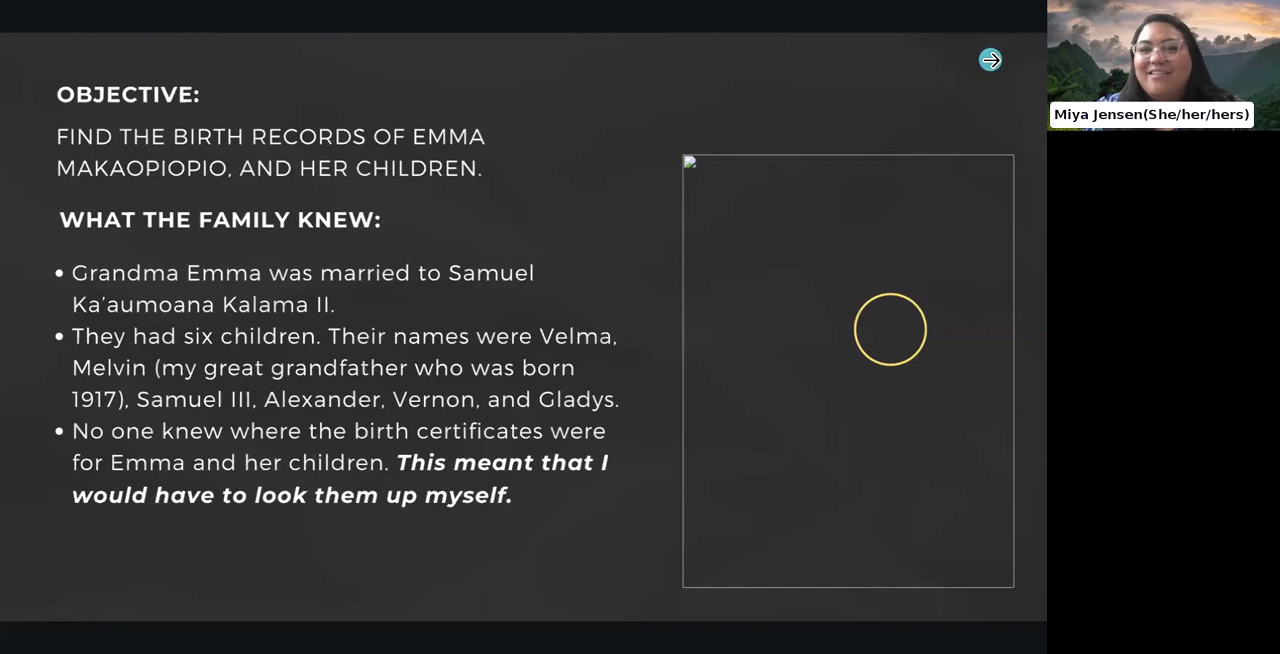 OBJECTIVE:
FIND THE BIRTH RECORDS OF EMMA
MAKAOPIOPIO, AND HER CHILDREN.
WHAT THE FAMILY KNEW:
• Grandma Emma was married to Samuel
Ka'aumoana Kalama II.
• They had six children. Their names were Velma,
Melvin (my great grandfather who was born
1917), Samuel III, Alexander, Vernon, and Gladys.
• No one knew where the birth certificates were
for Emma and her children. This meant that I
would have to look them up myself.
Miya Jensen(She/her/hers)